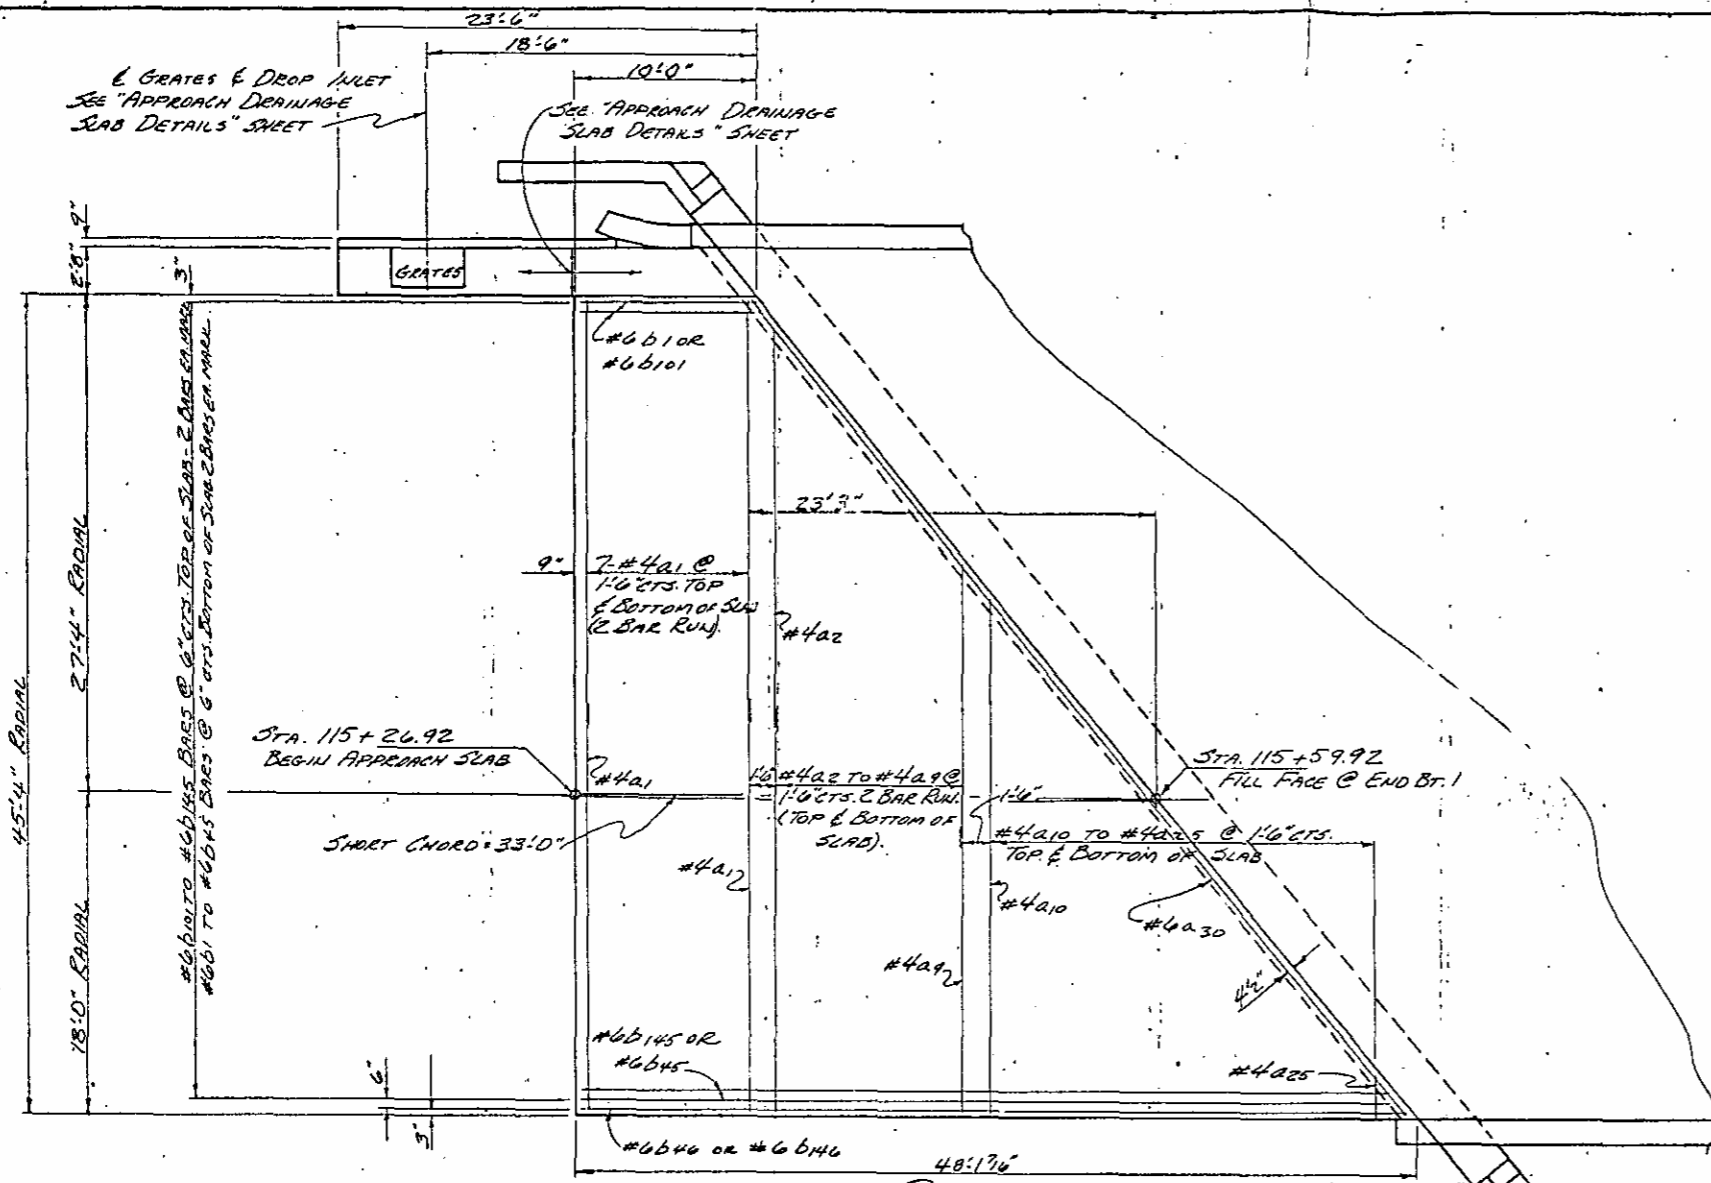 23'-6"
18'-6"
10'-0"
℄ GRATES & DROP INLET
SEE "APPROACH DRAINAGE
SLAB DETAILS" SHEET
SEE "APPROACH DRAINAGE
SLAB DETAILS" SHEET
9"
2'-8"
3"
GRATES
#6b1 OR
#6b101
45'-4" RADIAL
27'-4" RADIAL
18'-0" RADIAL
#6b101 TO #6b145 BARS @ 6" CTS. TOP OF SLAB - 2 BARS EA. MARK
#6b1 TO #6b45 BARS @ 6" CTS. BOTTOM OF SLAB. 2 BARS EA. MARK.
23'-3"
9"
7-#4a1 @
1'-6" CTS. TOP
& BOTTOM OF SLAB
(2 BAR RUN).
#4a2
STA. 115+26.92
BEGIN APPROACH SLAB
#4a1
STA. 115+59.92
FILL FACE @ END BT. 1
1'-6"
#4a2 TO #4a9 @
1'-6" CTS. 2 BAR RUN.
(TOP & BOTTOM OF
SLAB).
1'-6"
SHORT CHORD = 33'-0"
#4a10 TO #4a25 @ 1'-6" CTS.
TOP & BOTTOM OF SLAB
#4a1
#4a10
#6a30
#4a9
4½"
#6b145 OR
#6b45
#4a25
6"
3"
#6b46 OR #6b146
48'-1 7/16"